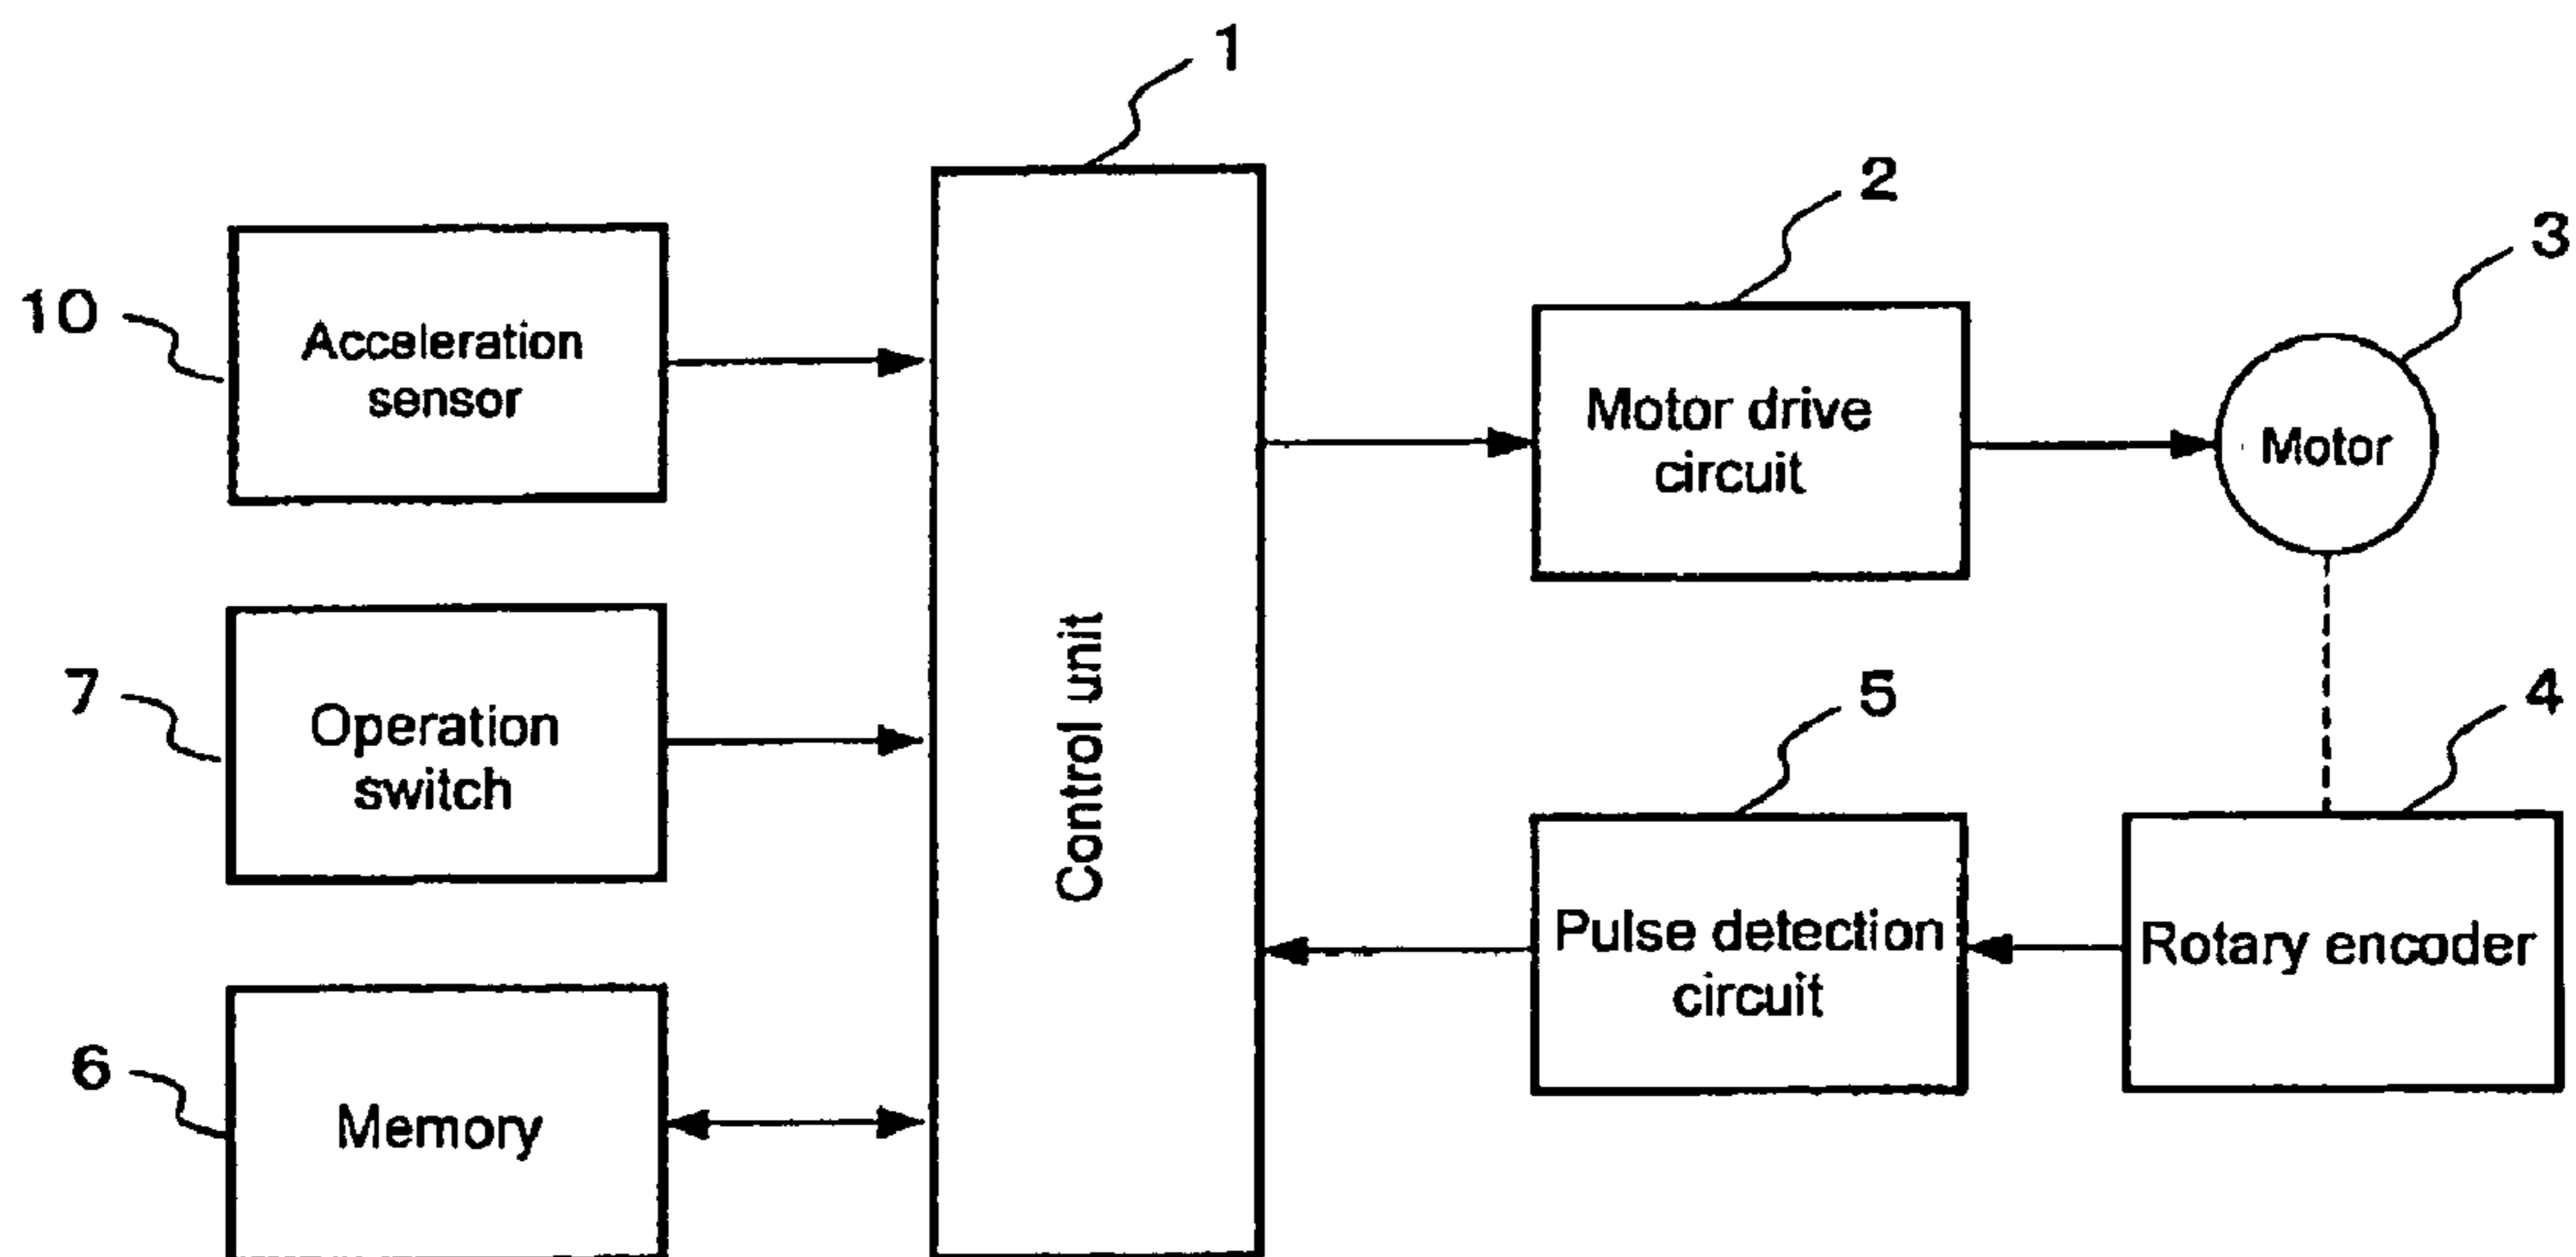 1
2
3
10
Acceleration
sensor
Motor drive
circuit
Motor
7
Operation
switch
Control unit
5
4
Pulse detection
circuit
Rotary encoder
6
Memory